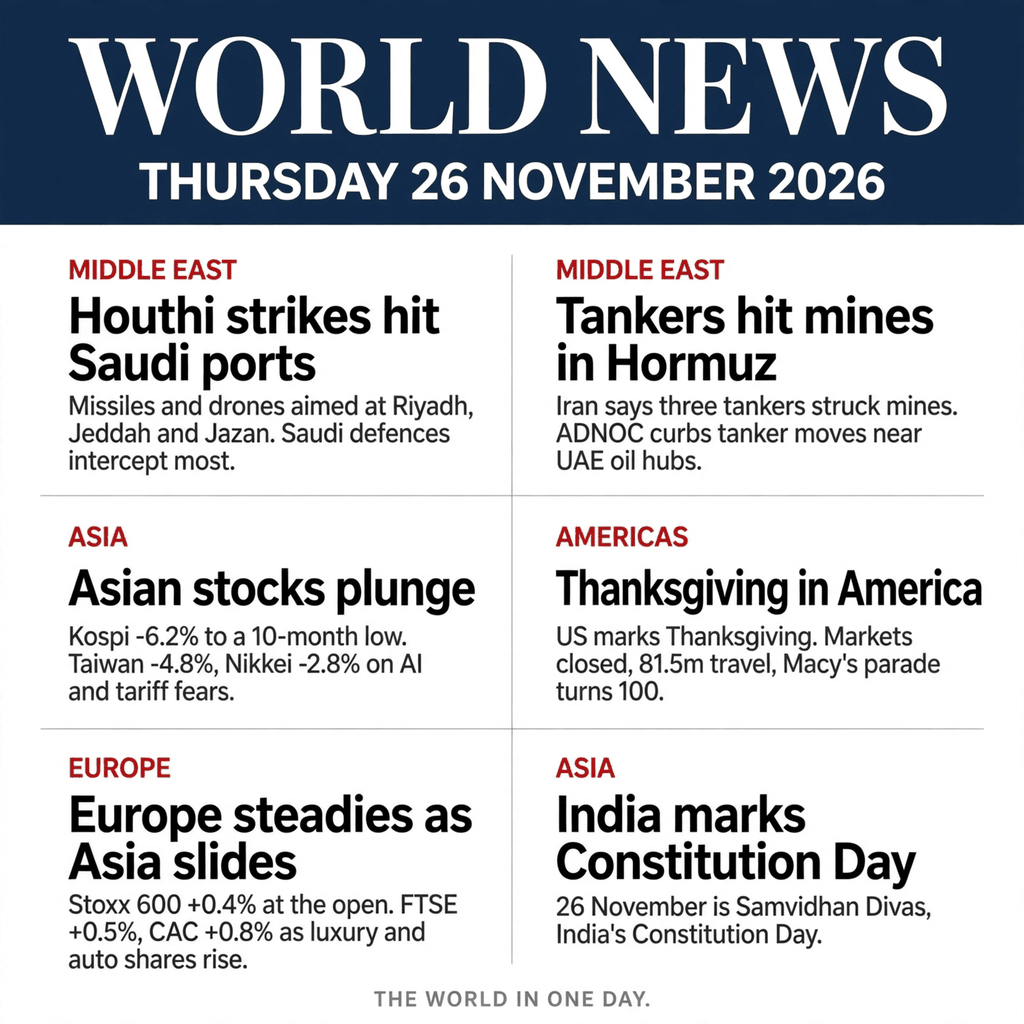 WORLD NEWS
THURSDAY 26 NOVEMBER 2026
MIDDLE EAST
Houthi strikes hit
Saudi ports
Missiles and drones aimed at Riyadh,
Jeddah and Jazan. Saudi defences
intercept most.
MIDDLE EAST
Tankers hit mines
in Hormuz
Iran says three tankers struck mines.
ADNOC curbs tanker moves near
UAE oil hubs.
ASIA
Asian stocks plunge
Kospi -6.2% to a 10-month low.
Taiwan -4.8%, Nikkei -2.8% on AI
and tariff fears.
AMERICAS
Thanksgiving in America
US marks Thanksgiving. Markets
closed, 81.5m travel, Macy's parade
turns 100.
EUROPE
Europe steadies as
Asia slides
Stoxx 600 +0.4% at the open. FTSE
+0.5%, CAC +0.8% as luxury and
auto shares rise.
ASIA
India marks
Constitution Day
26 November is Samvidhan Divas,
India's Constitution Day.
THE WORLD IN ONE DAY.